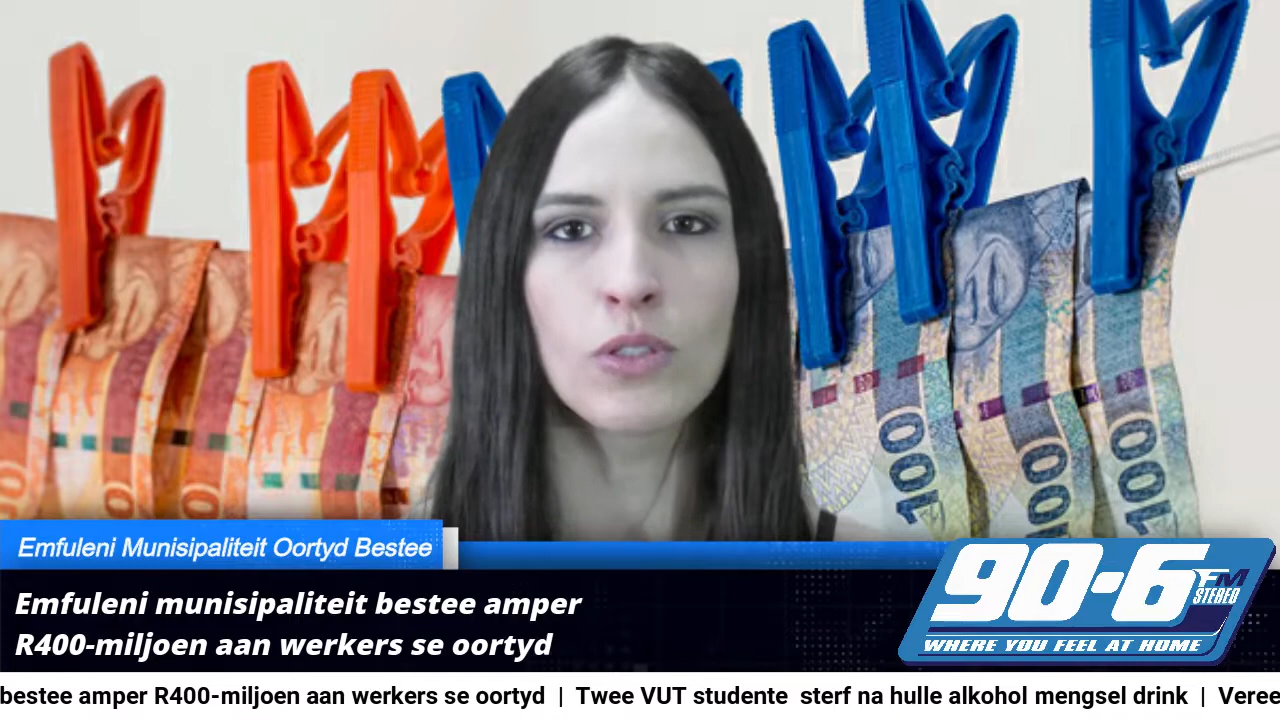 100
100
100
Emfuleni Munisipaliteit Oortyd Bestee
Emfuleni munisipaliteit bestee amper
R400-miljoen aan werkers se oortyd
90-6 FM
STEREO
WHERE YOU FEEL AT HOME
bestee amper R400-miljoen aan werkers se oortyd | Twee VUT studente sterf na hulle alkohol mengsel drink |